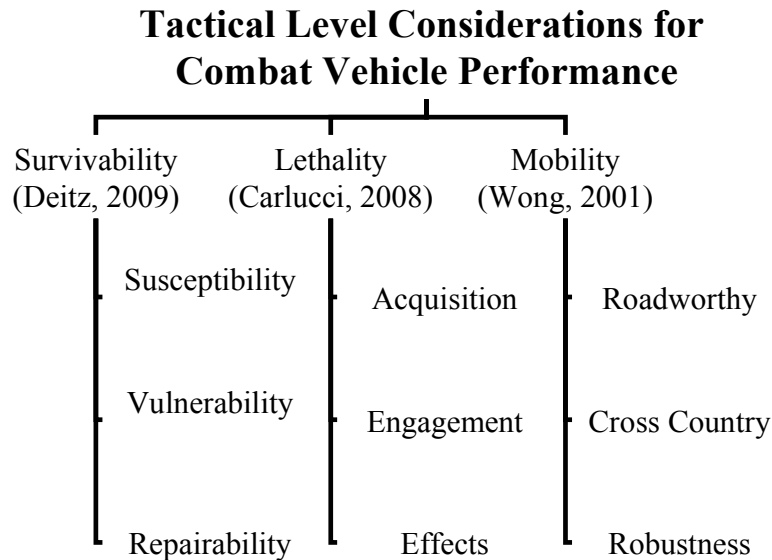 Tactical Level Considerations for
Combat Vehicle Performance
Survivability
(Deitz, 2009)
Lethality
(Carlucci, 2008)
Mobility
(Wong, 2001)
Susceptibility
Vulnerability
Repairability
Acquisition
Engagement
Effects
Roadworthy
Cross Country
Robustness